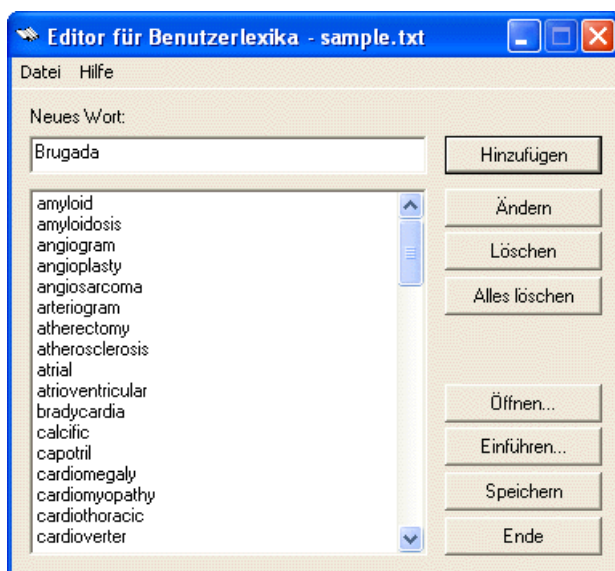 Editor für Benutzerlexika - sample.txt
Datei Hilfe
Neues Wort:
Brugada
Hinzufügen
amyloid
amyloidosis
angiogram
angioplasty
angiosarcoma
arteriogram
atherectomy
atherosclerosis
atrial
atrioventricular
bradycardia
calcific
capotril
cardiomegaly
cardiomyopathy
cardiothoracic
cardioverter
Ändern
Löschen
Alles löschen
Öffnen...
Einführen...
Speichern
Ende